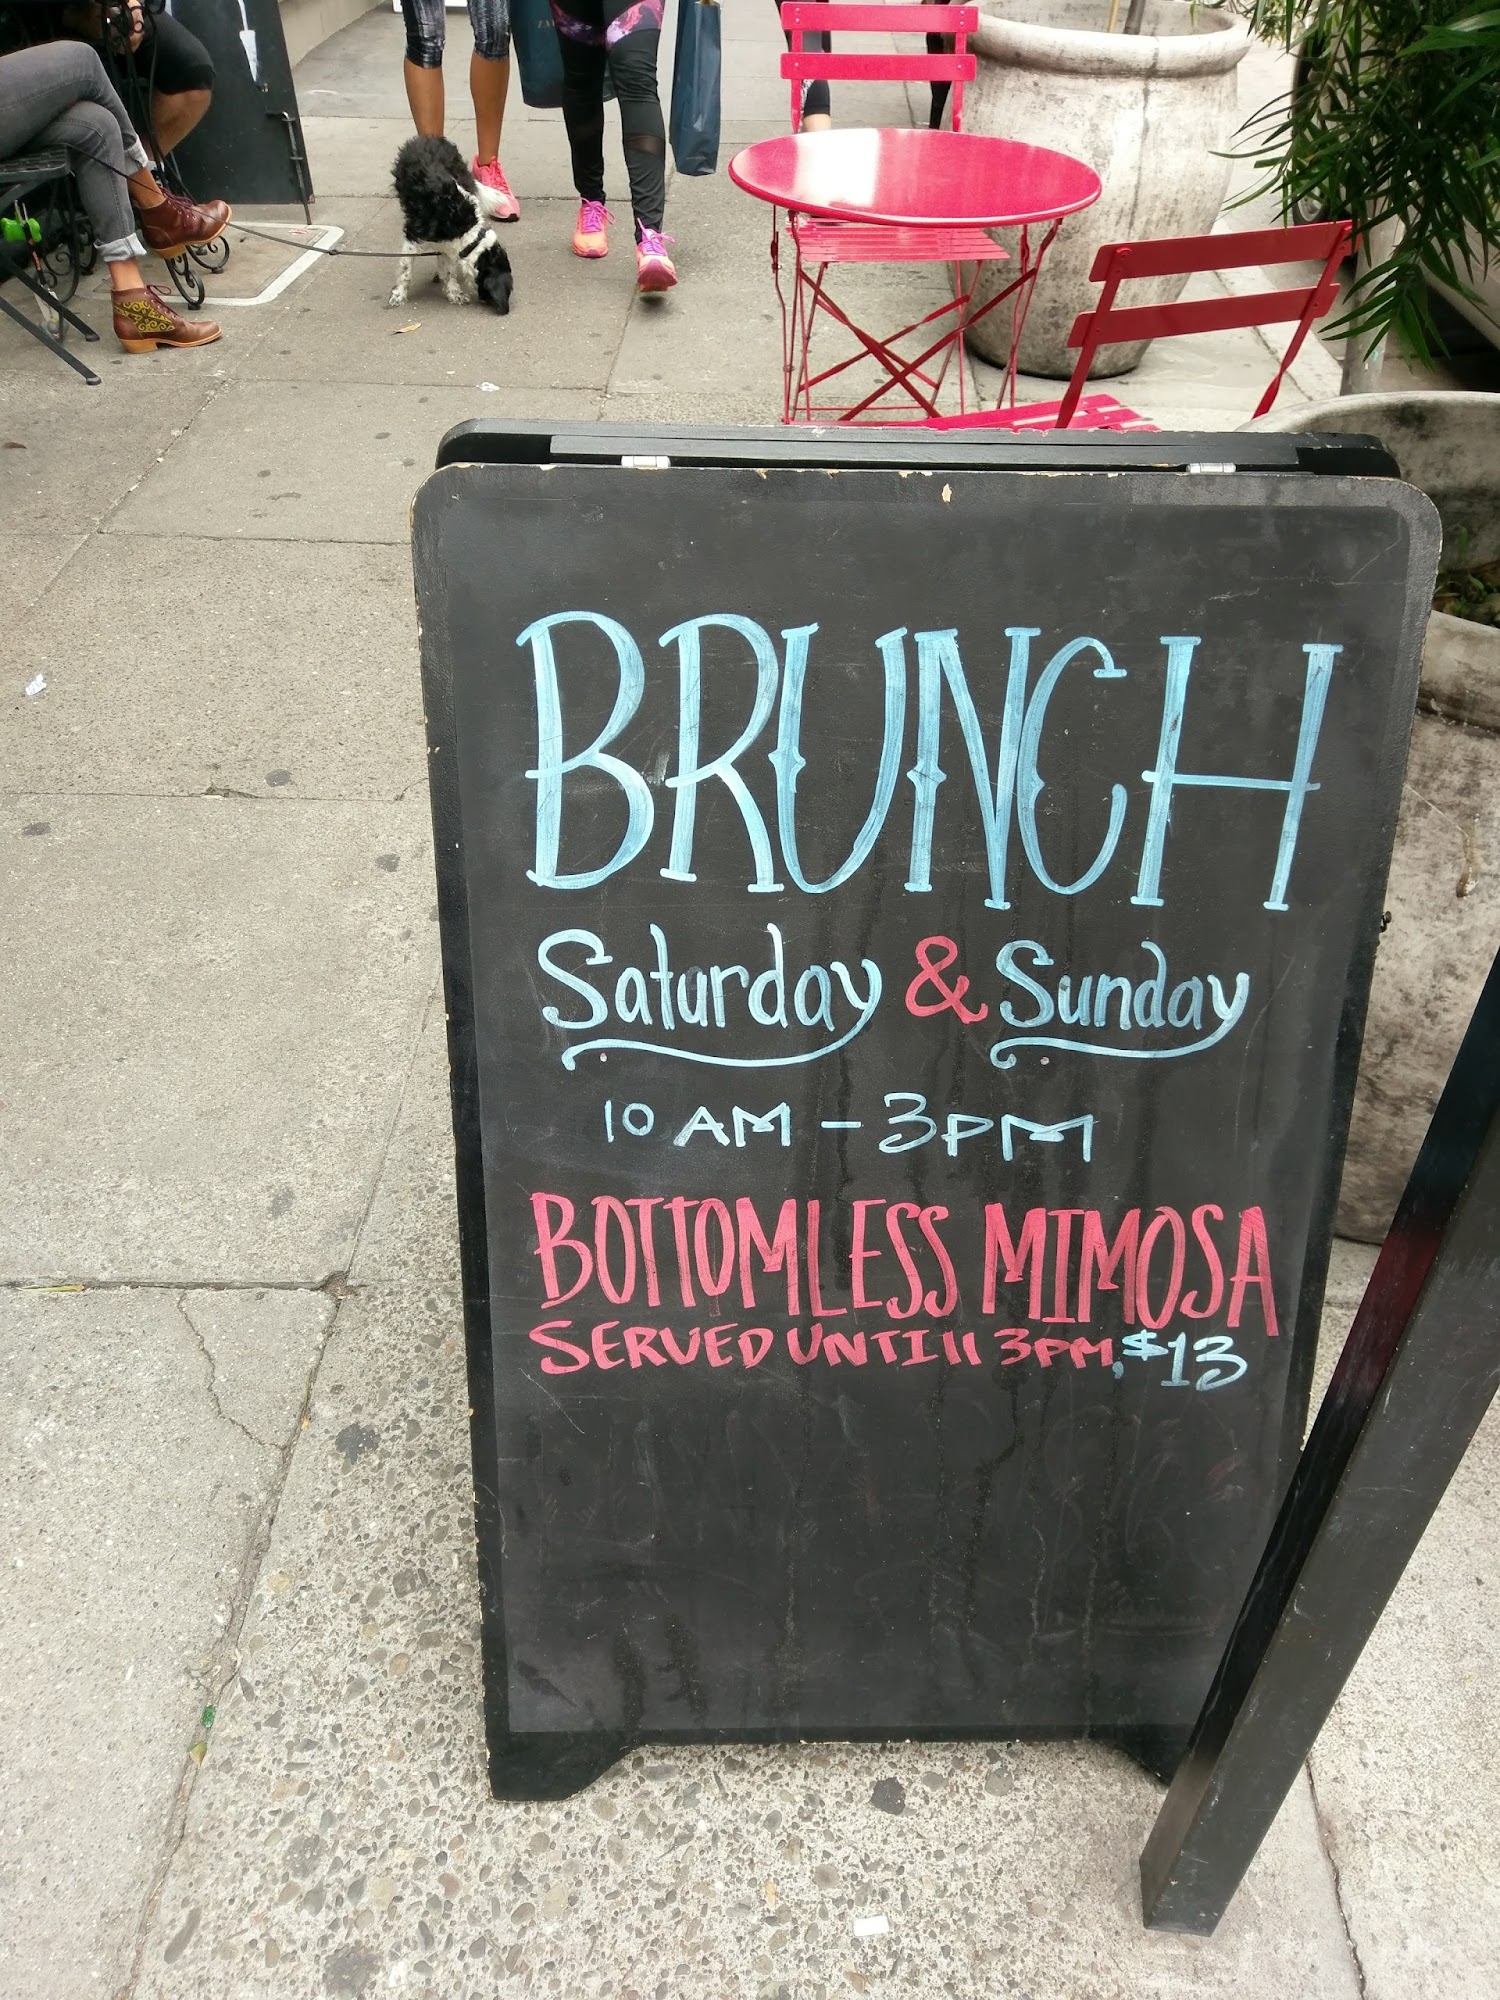 BRUNCH
Saturday & Sunday
10 AM - 3PM
BOTTOMLESS MIMOSA
SERVED UNTIll 3PM, $13